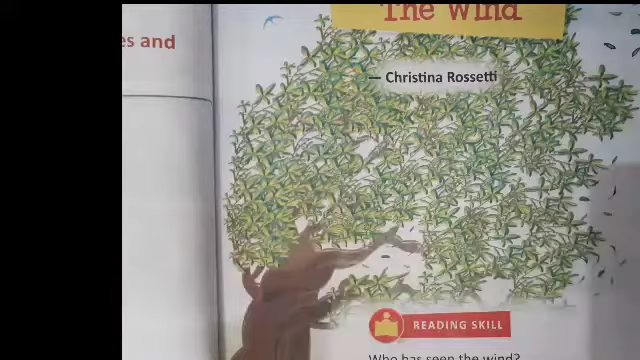 es and
The Wind
— Christina Rossetti
READING SKILL
Who has seen the wind?